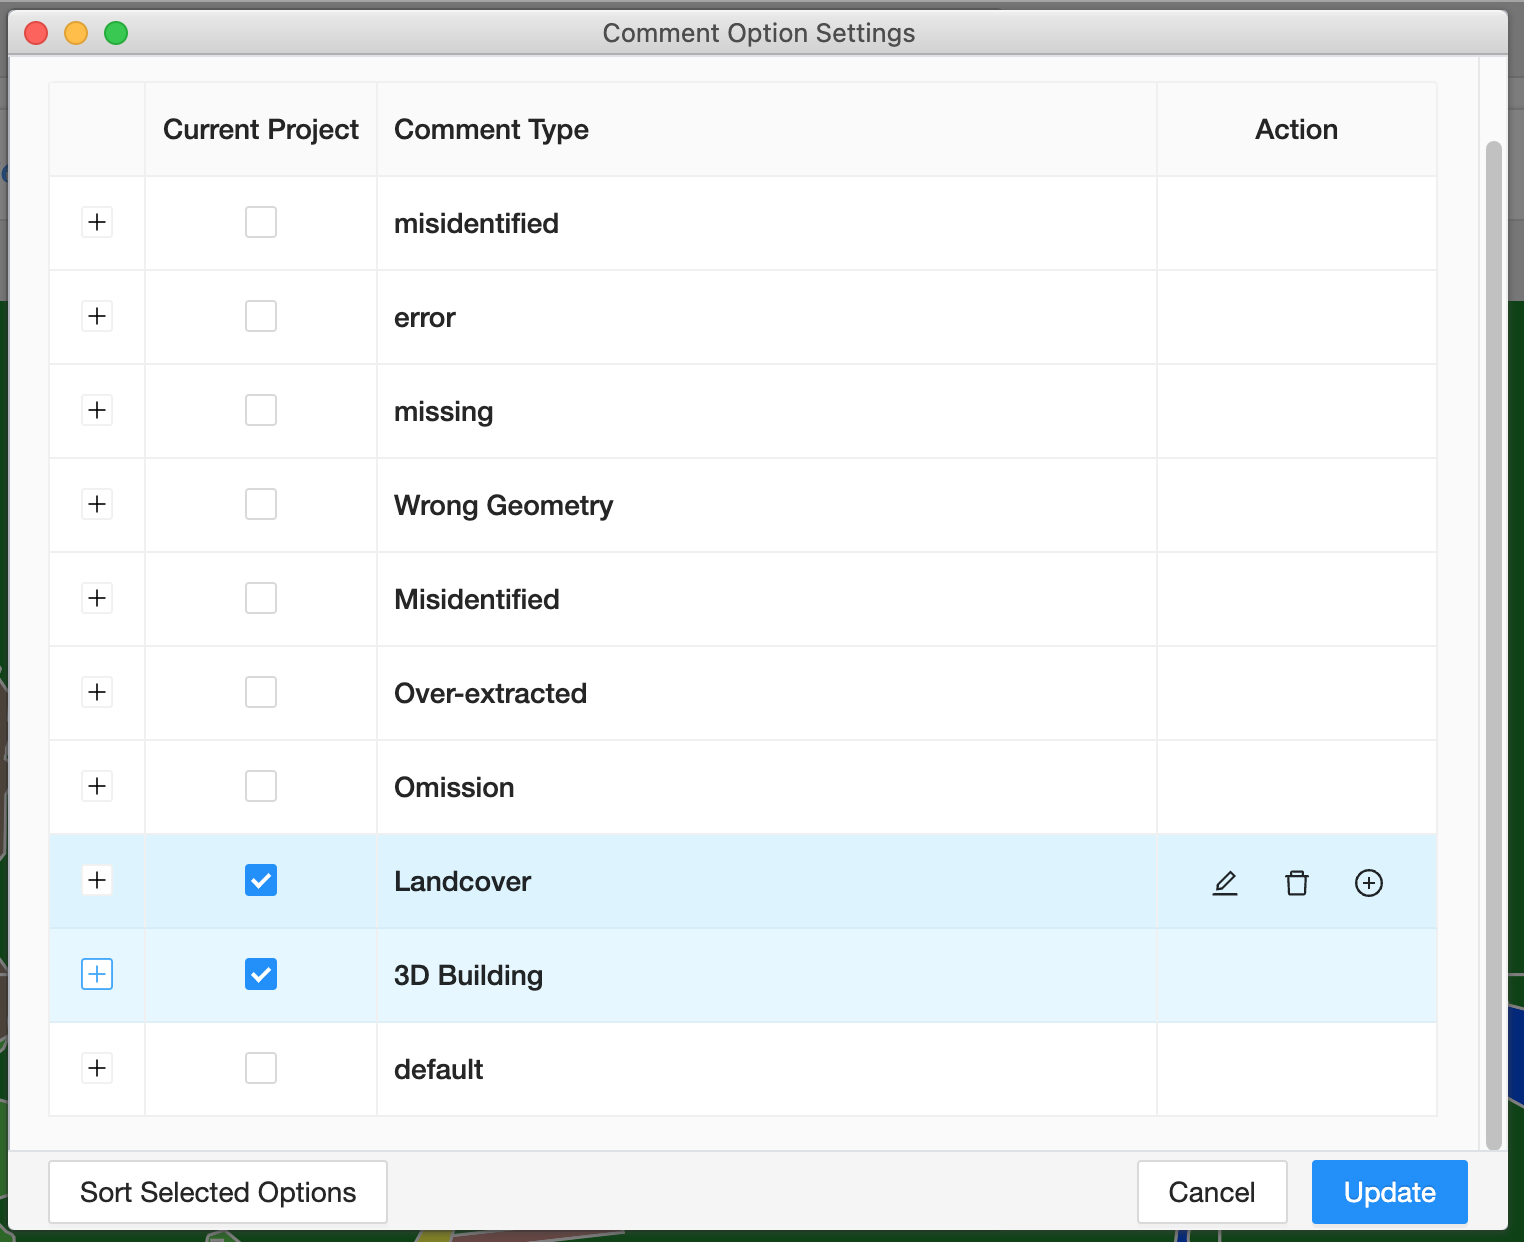 Comment Option Settings
Current Project Comment Type Action
misidentified
error
missing
Wrong Geometry
Misidentified
Over-extracted
Omission
Landcover
3D Building
default
Sort Selected Options Cancel Update